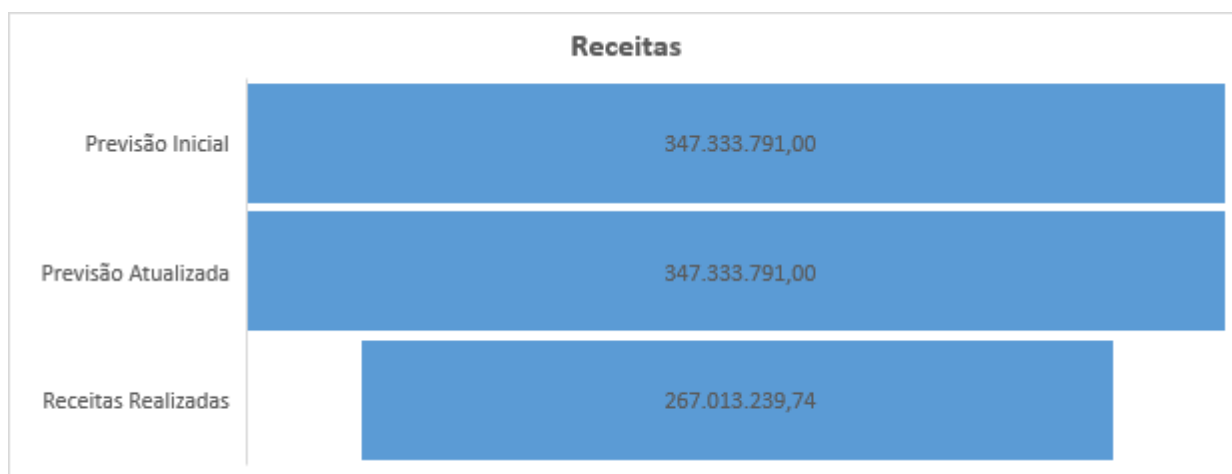 Receitas
Previsão Inicial
347.333.791,00
Previsão Atualizada
347.333.791,00
Receitas Realizadas
267.013.239,74